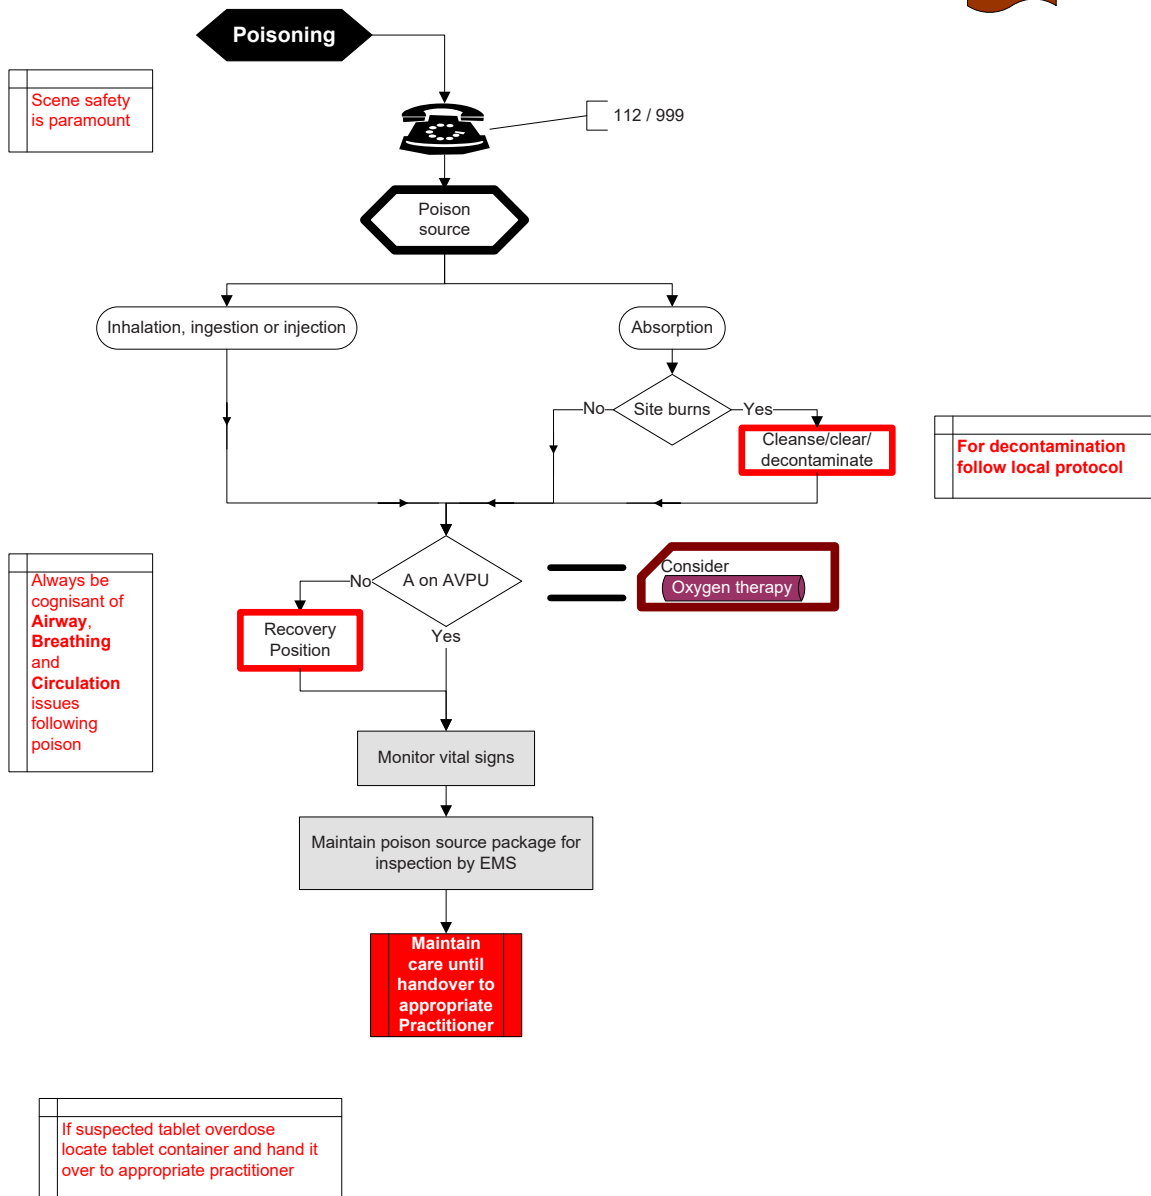 Poisoning
Scene safety
is paramount
112 / 999
Poison
source
Inhalation, ingestion or injection
Absorption
No
Site burns
Yes
Cleanse/clear/
decontaminate
For decontamination
follow local protocol
Always be
cognisant of
Airway,
Breathing
and
Circulation
issues
following
poison
No
A on AVPU
Consider
Oxygen therapy
Recovery
Position
Yes
Monitor vital signs
Maintain poison source package for
inspection by EMS
Maintain
care until
handover to
appropriate
Practitioner
If suspected tablet overdose
locate tablet container and hand it
over to appropriate practitioner